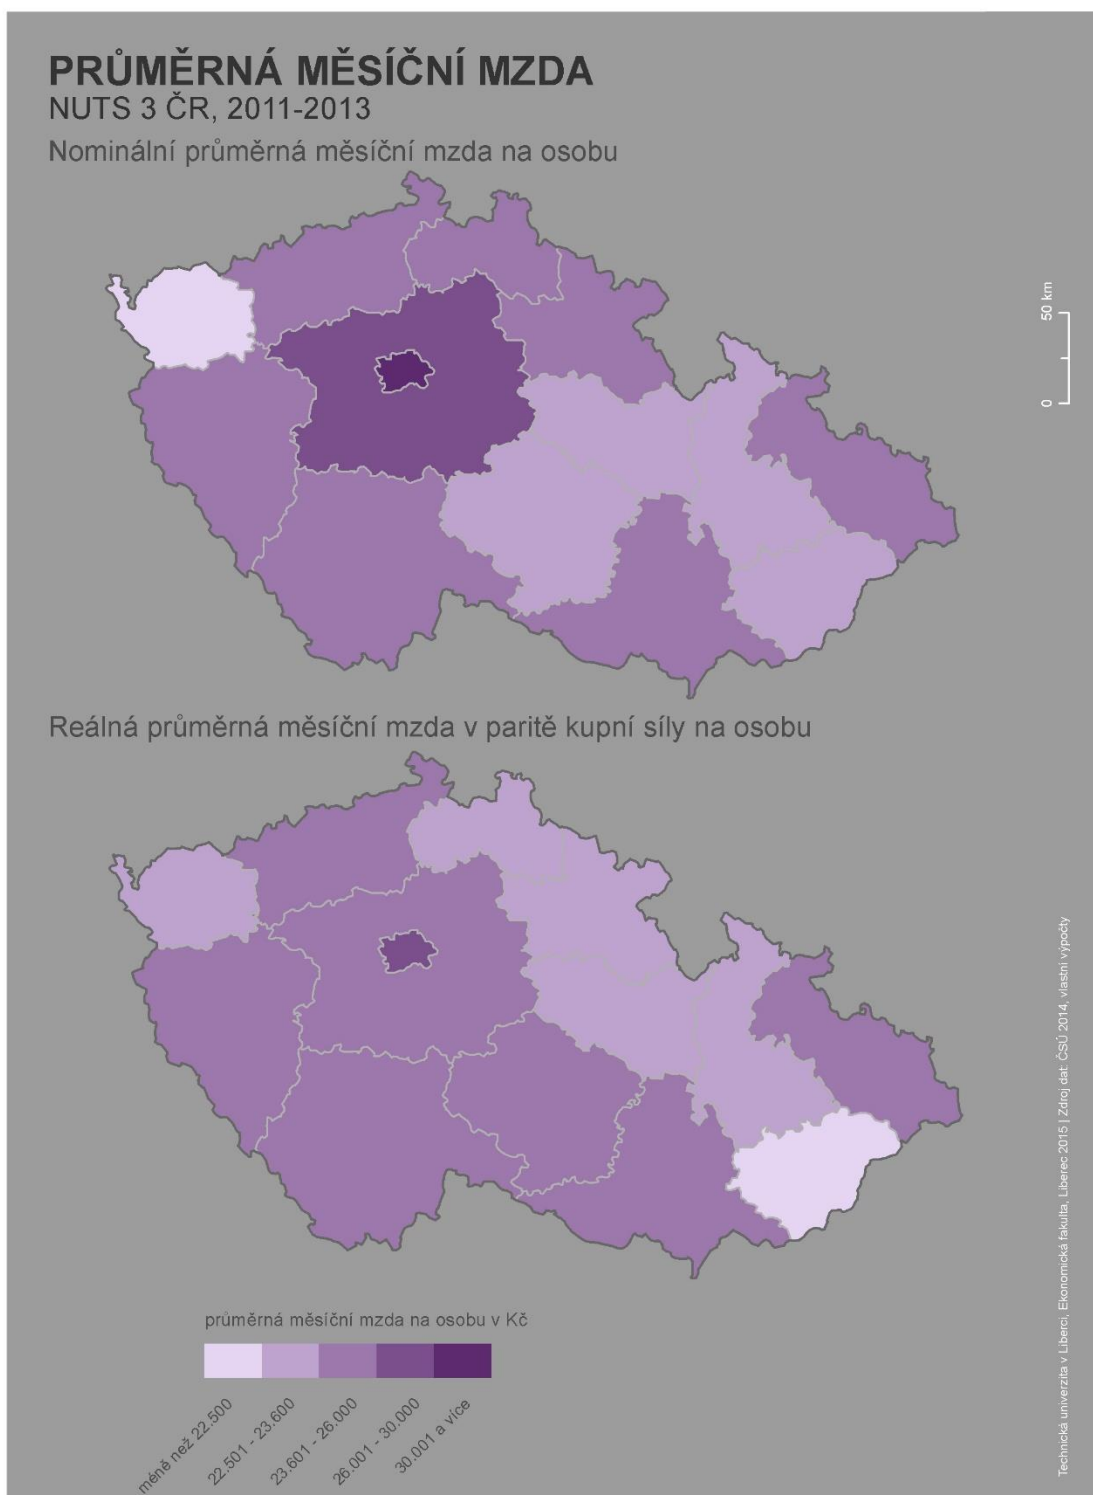 PRŮMĚRNÁ MĚSÍČNÍ MZDA
NUTS 3 ČR, 2011-2013
Nominální průměrná měsíční mzda na osobu
50 km
0
Reálná průměrná měsíční mzda v paritě kupní síly na osobu
průměrná měsíční mzda na osobu v Kč
méně než 22.500
22.501 - 23.600
23.601 - 26.000
26.001 - 30.000
30.001 a více
Technická univerzita v Liberci, Ekonomická fakulta, Liberec 2015 | Zdroj dat: ČSÚ 2014, vlastní výpočty